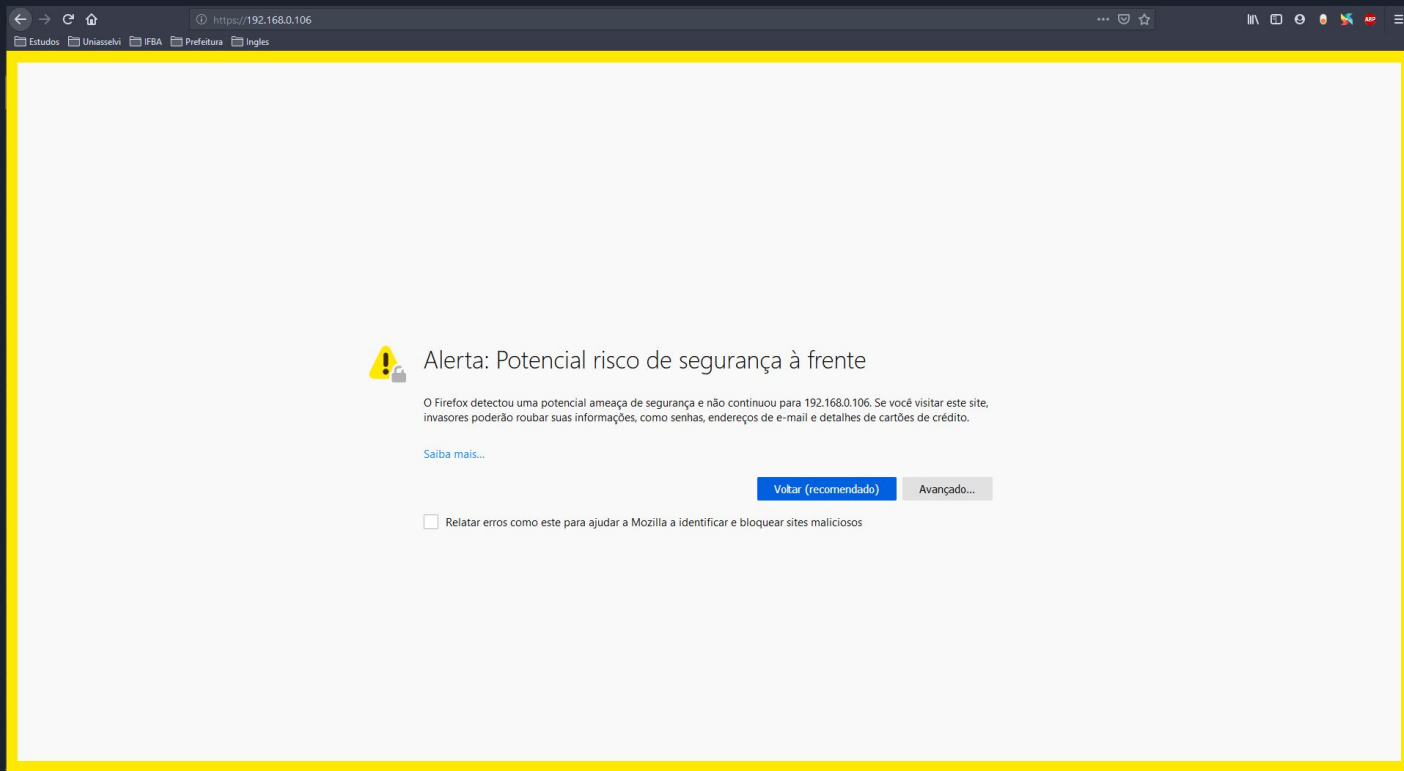 https://192.168.0.106
Estudos Uniasselvi IFBA Prefeitura Ingles
ABP
Alerta: Potencial risco de segurança à frente
O Firefox detectou uma potencial ameaça de segurança e não continuou para 192.168.0.106. Se você visitar este site,
invasores poderão roubar suas informações, como senhas, endereços de e-mail e detalhes de cartões de crédito.
Saiba mais...
Voltar (recomendado) Avançado...
Relatar erros como este para ajudar a Mozilla a identificar e bloquear sites maliciosos